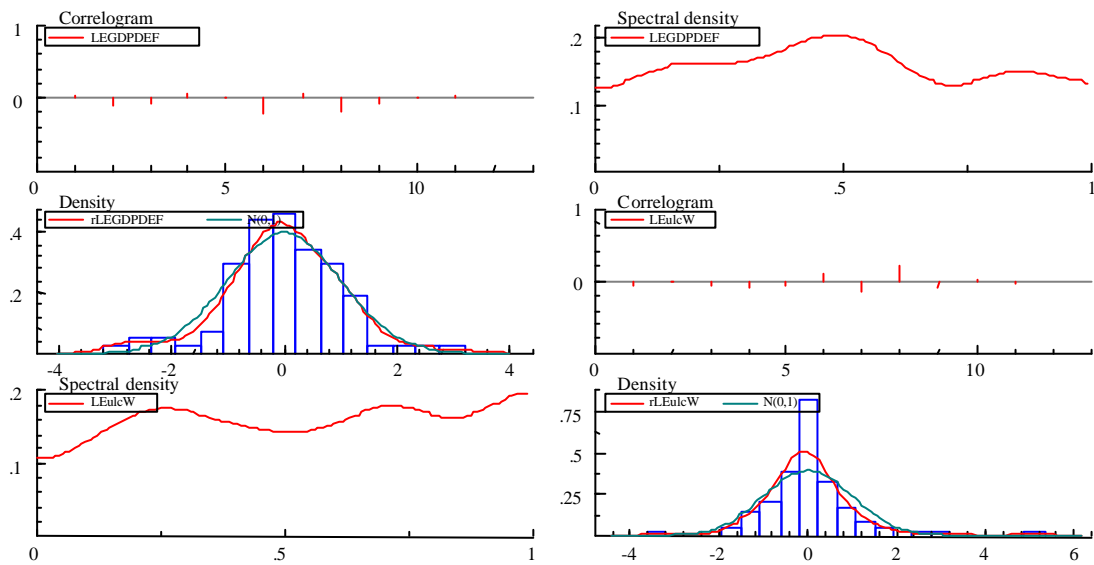 Correlogram
LEGDPDEF
1
0
0 5 10
Spectral density
LEGDPDEF
.2
.1
0 .5 1
Density
rLEGDPDEF N(0,
.4
.2
-4 -2 0 2 4
Correlogram
LEulcW
1
0
0 5 10
Spectral density
LEulcW
.2
.1
0 .5 1
Density
rLEulcW N(0,1)
.75
.5
.25
-4 -2 0 2 4 6